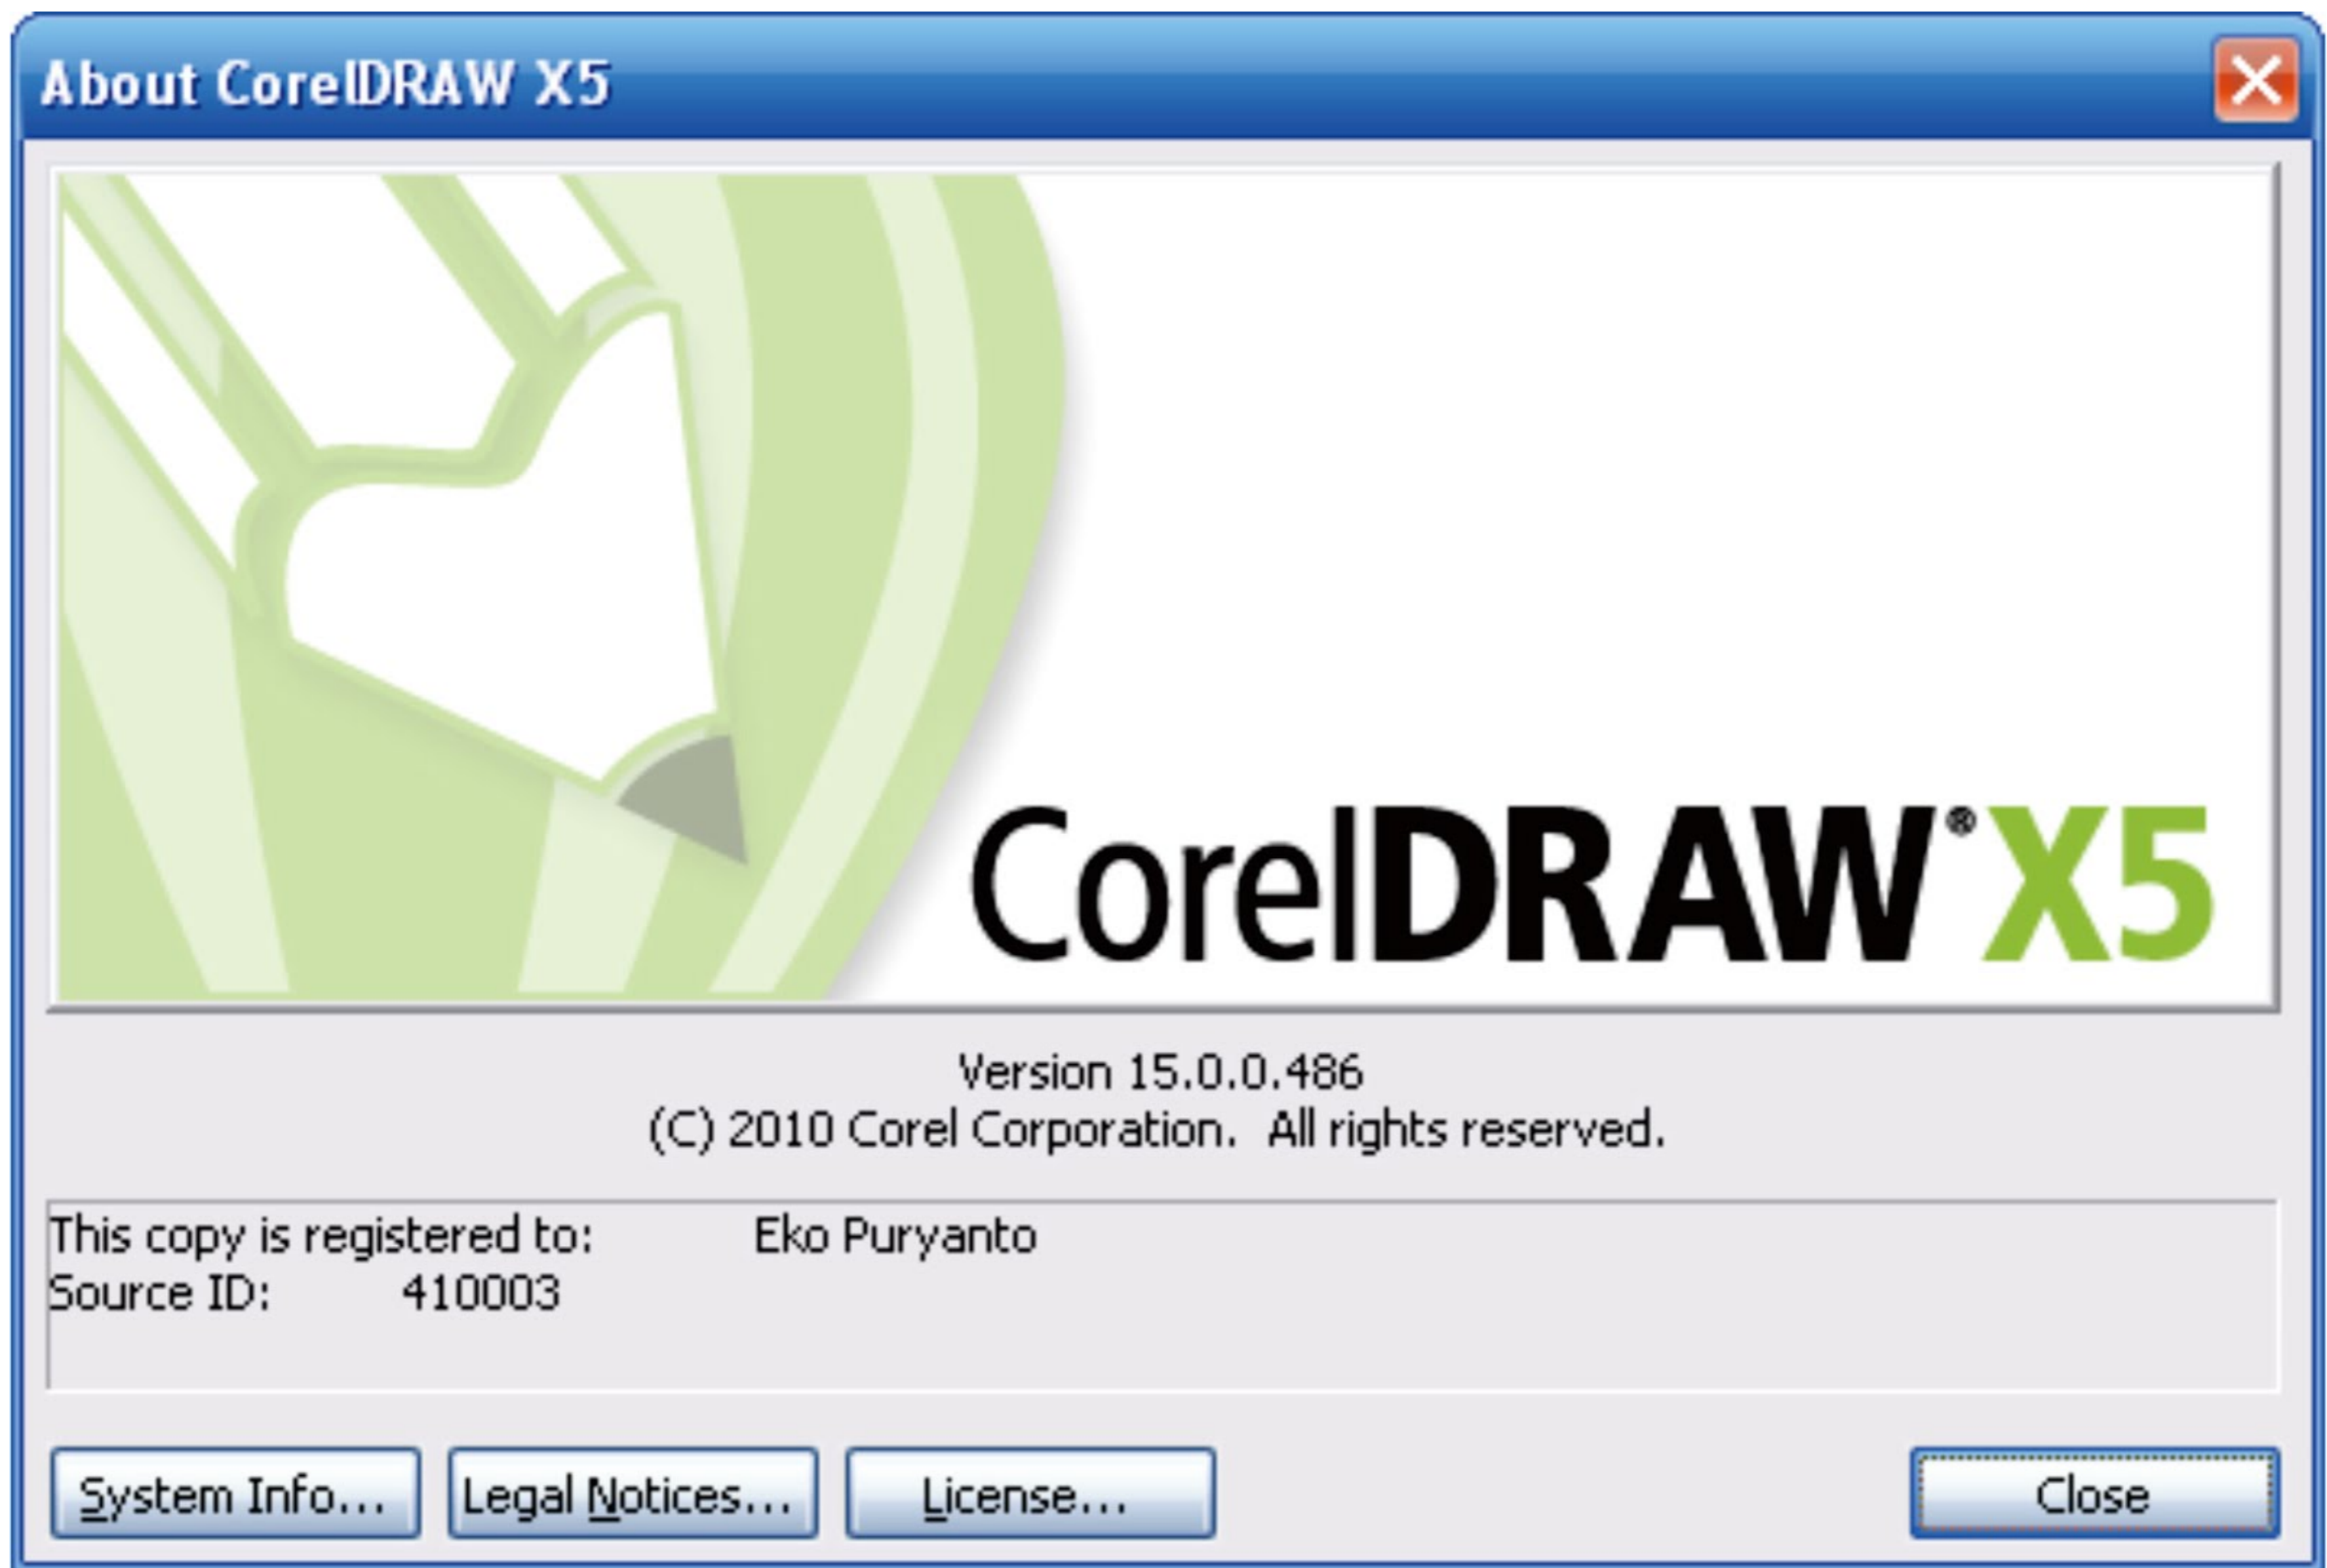 About CorelDRAW X5
CorelDRAW® X5
Version 15.0.0.486
(C) 2010 Corel Corporation.  All rights reserved.
This copy is registered to: Eko Puryanto
Source ID: 410003
System Info... Legal Notices... License... Close